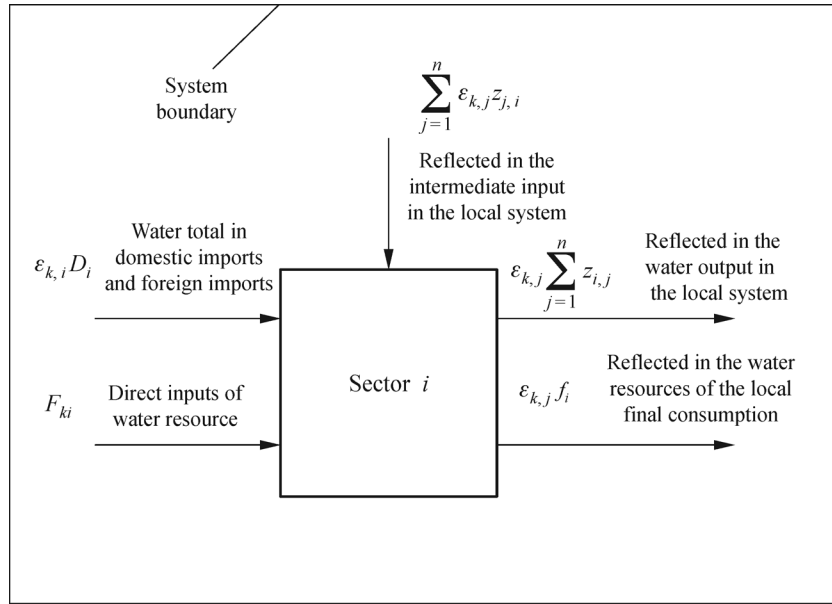 System
boundary
n
∑ ε_{k, j} z_{j, i}
j = 1
Reflected in the
intermediate input
in the local system
Water total in
domestic imports
and foreign imports
ε_{k, i} D_i
F_{ki}
Direct inputs of
water resource
Sector i
n
ε_{k, j} ∑ z_{i, j}
j = 1
Reflected in the
water output in
the local system
ε_{k, j} f_i
Reflected in the water
resources of the local
final consumption